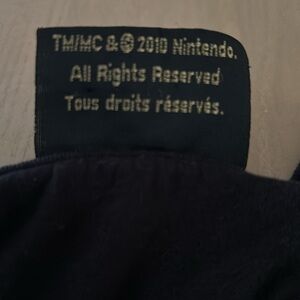 TM/MC & © 2010 Nintendo.
All Rights Reserved
Tous droits réservés.